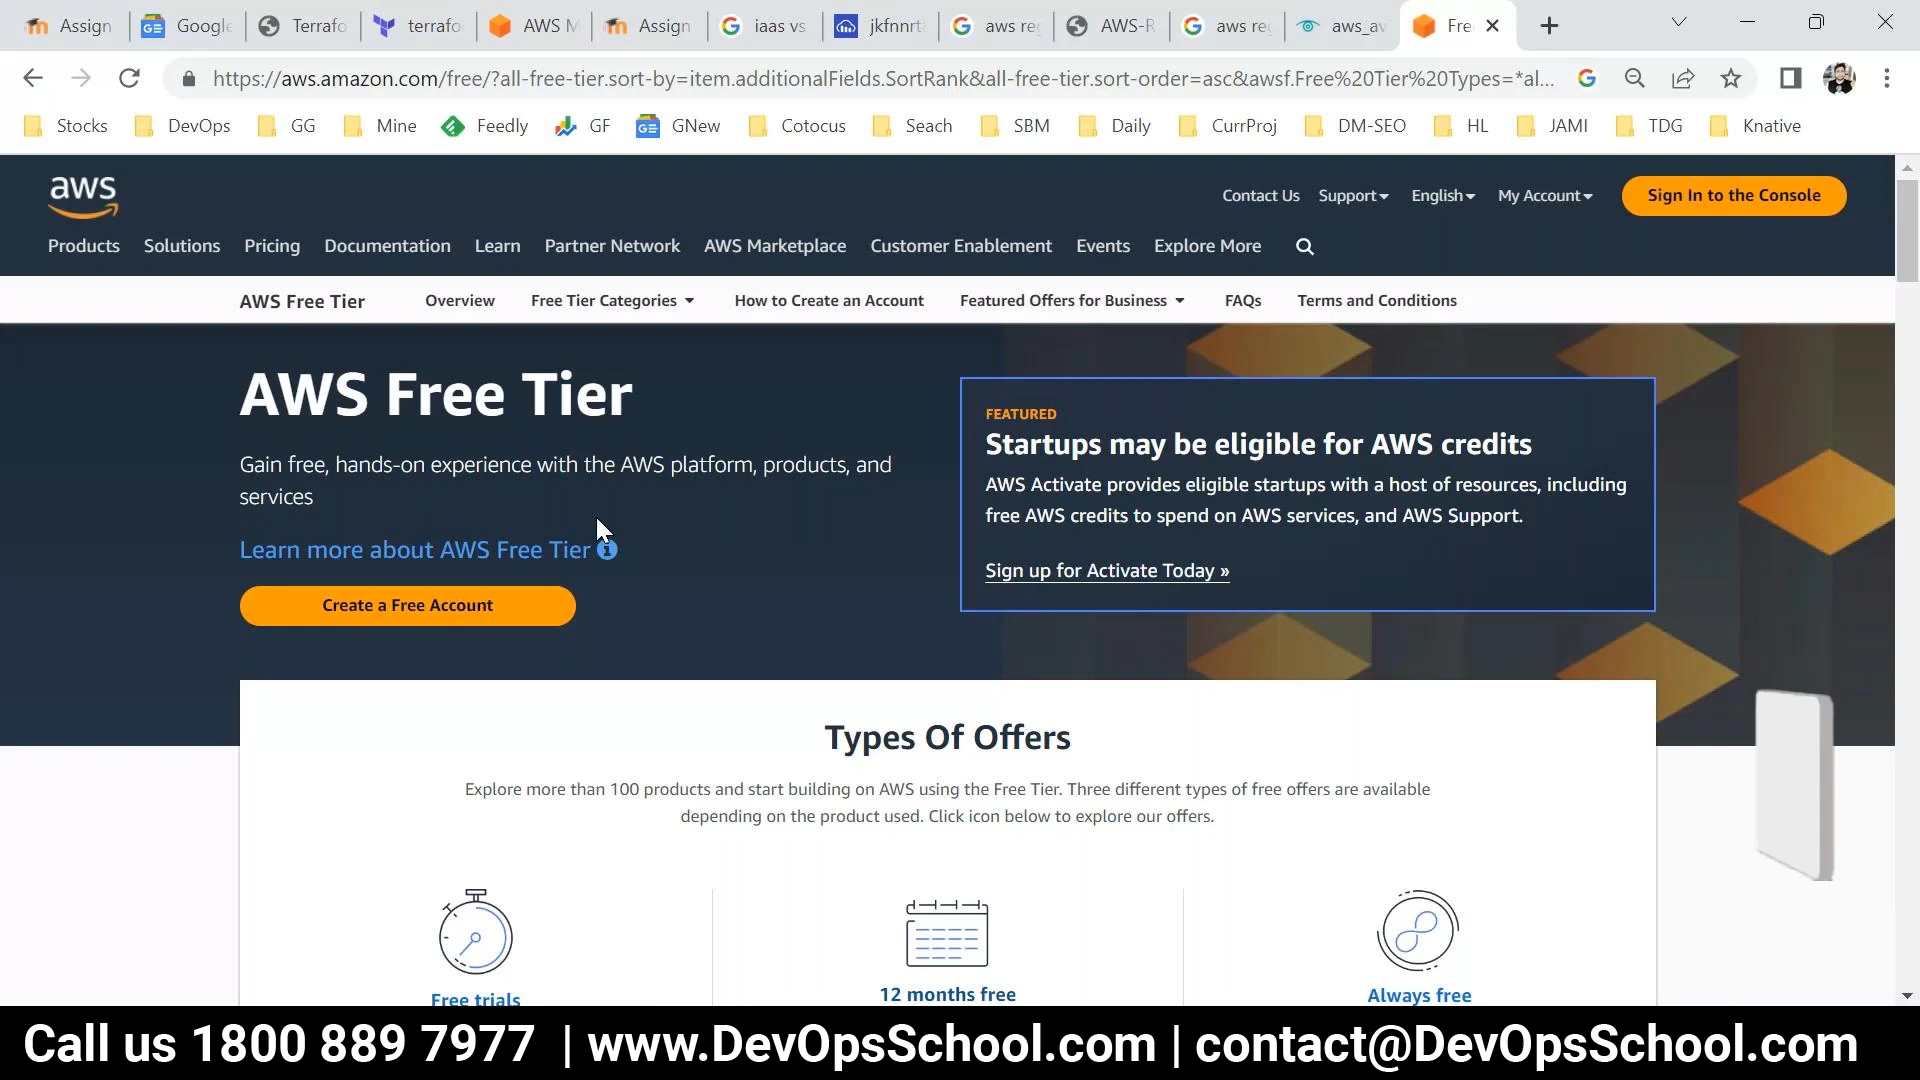 Assign
Google
Terrafo
terrafo
AWS M
Assign
iaas vs
jkfnnrt
aws reg
AWS-R
aws reg
aws_av
Fre
https://aws.amazon.com/free/?all-free-tier.sort-by=item.additionalFields.SortRank&all-free-tier.sort-order=asc&awsf.Free%20Tier%20Types=*al...
Stocks
DevOps
GG
Mine
Feedly
GF
GNew
Cotocus
Seach
SBM
Daily
CurrProj
DM-SEO
HL
JAMI
TDG
Knative
aws
Contact Us
Support
English
My Account
Sign In to the Console
Products
Solutions
Pricing
Documentation
Learn
Partner Network
AWS Marketplace
Customer Enablement
Events
Explore More
AWS Free Tier
Overview
Free Tier Categories
How to Create an Account
Featured Offers for Business
FAQs
Terms and Conditions
AWS Free Tier
Gain free, hands-on experience with the AWS platform, products, and
services
Learn more about AWS Free Tier
Create a Free Account
FEATURED
Startups may be eligible for AWS credits
AWS Activate provides eligible startups with a host of resources, including
free AWS credits to spend on AWS services, and AWS Support.
Sign up for Activate Today »
Types Of Offers
Explore more than 100 products and start building on AWS using the Free Tier. Three different types of free offers are available
depending on the product used. Click icon below to explore our offers.
Free trials
12 months free
Always free
Call us 1800 889 7977 | www.DevOpsSchool.com | contact@DevOpsSchool.com